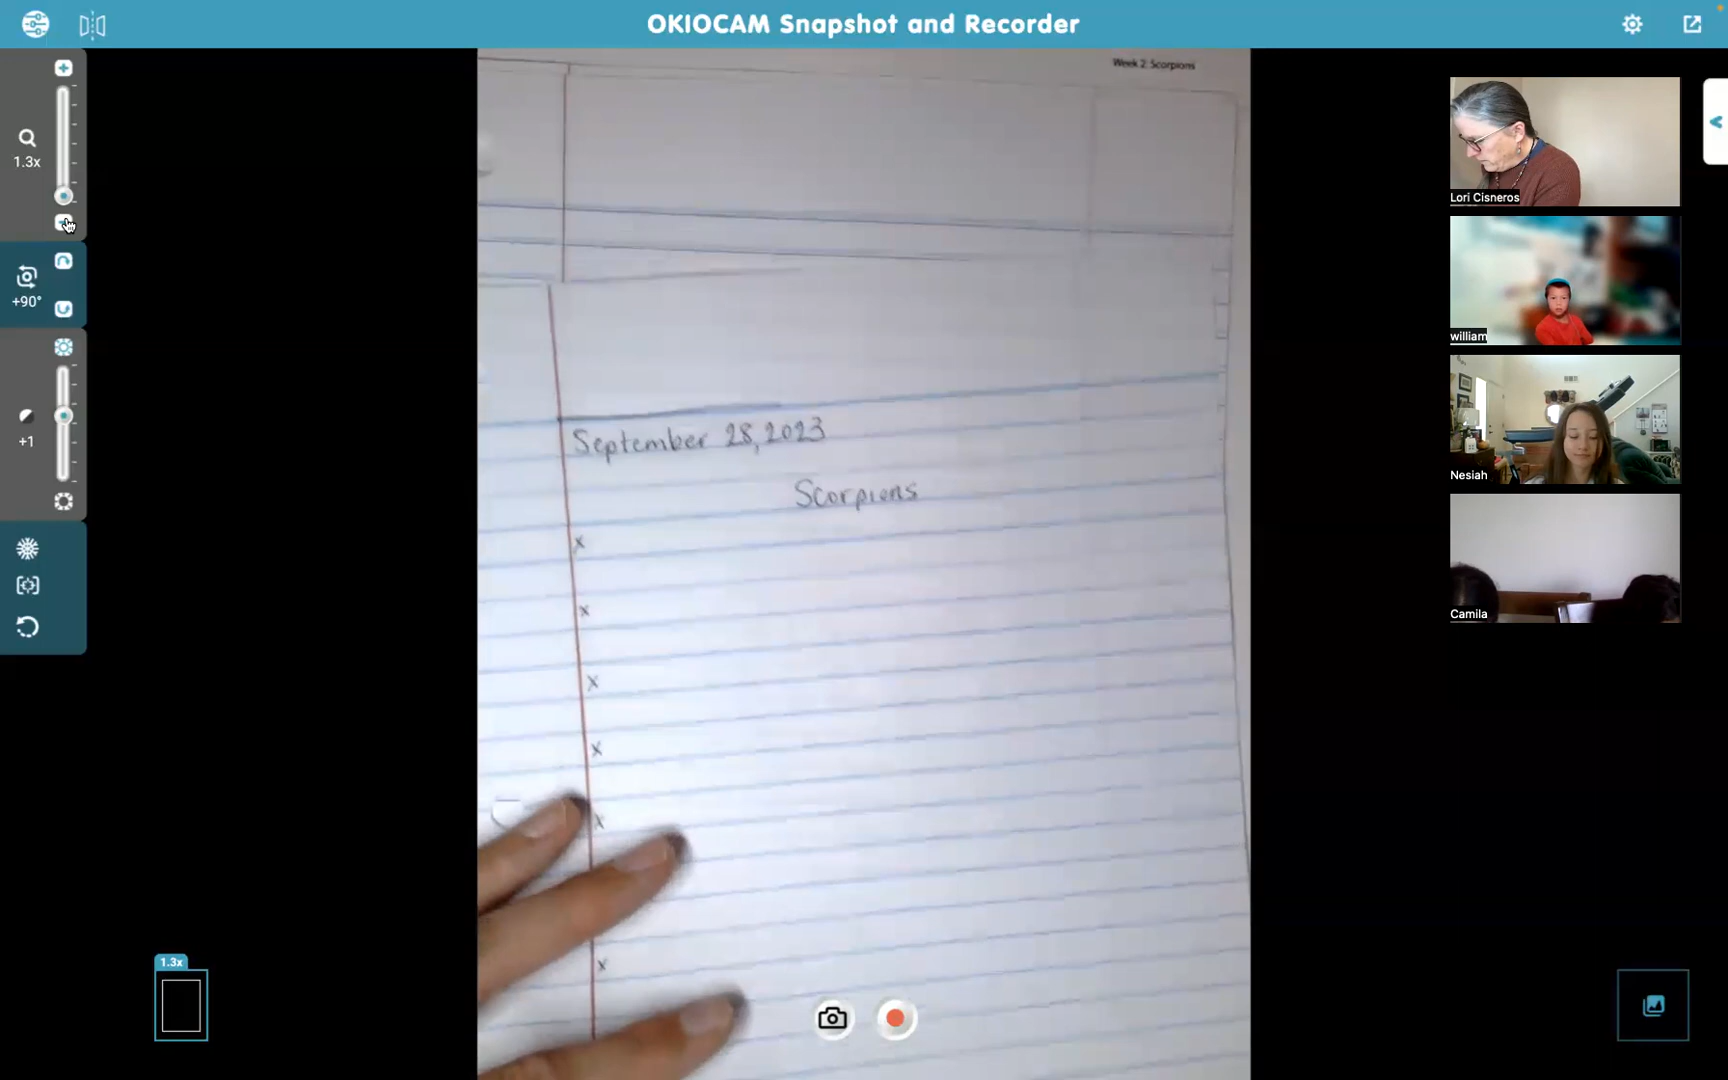 OKIOCAM Snapshot and Recorder
1.3x
+90°
+1
Week 2: Scorpions
September 28, 2023
Scorpions
x
x
x
x
x
x
1.3x
Lori Cisneros
william
Nesiah
Camila